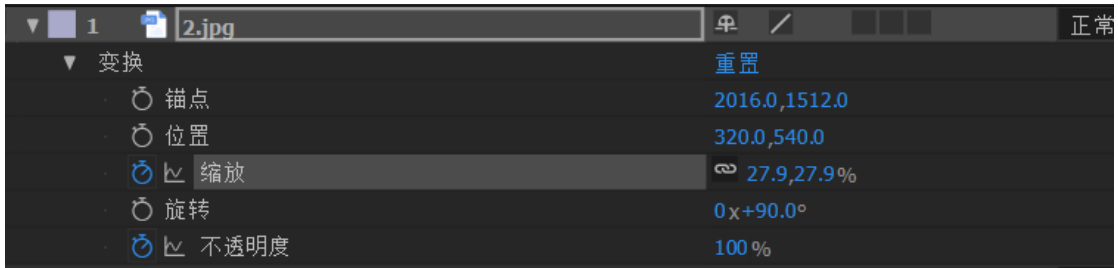 1 2.jpg 正常
变换 重置
锚点 2016.0,1512.0
位置 320.0,540.0
缩放 27.9,27.9%
旋转 0x+90.0°
不透明度 100%